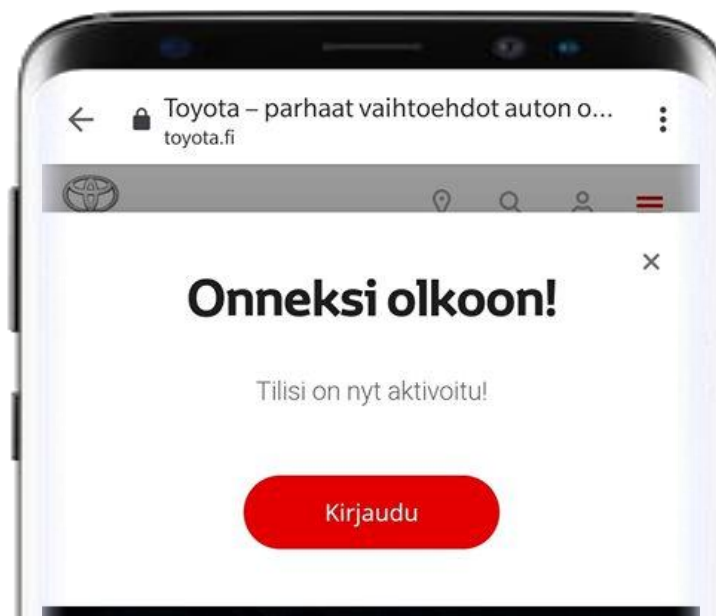 Toyota – parhaat vaihtoehdot auton o...
toyota.fi
Onneksi olkoon!
Tilisi on nyt aktivoitu!
Kirjaudu